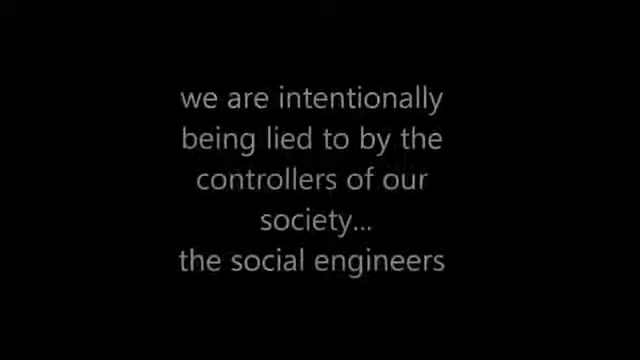 we are intentionally
being lied to by the
controllers of our
society...
the social engineers